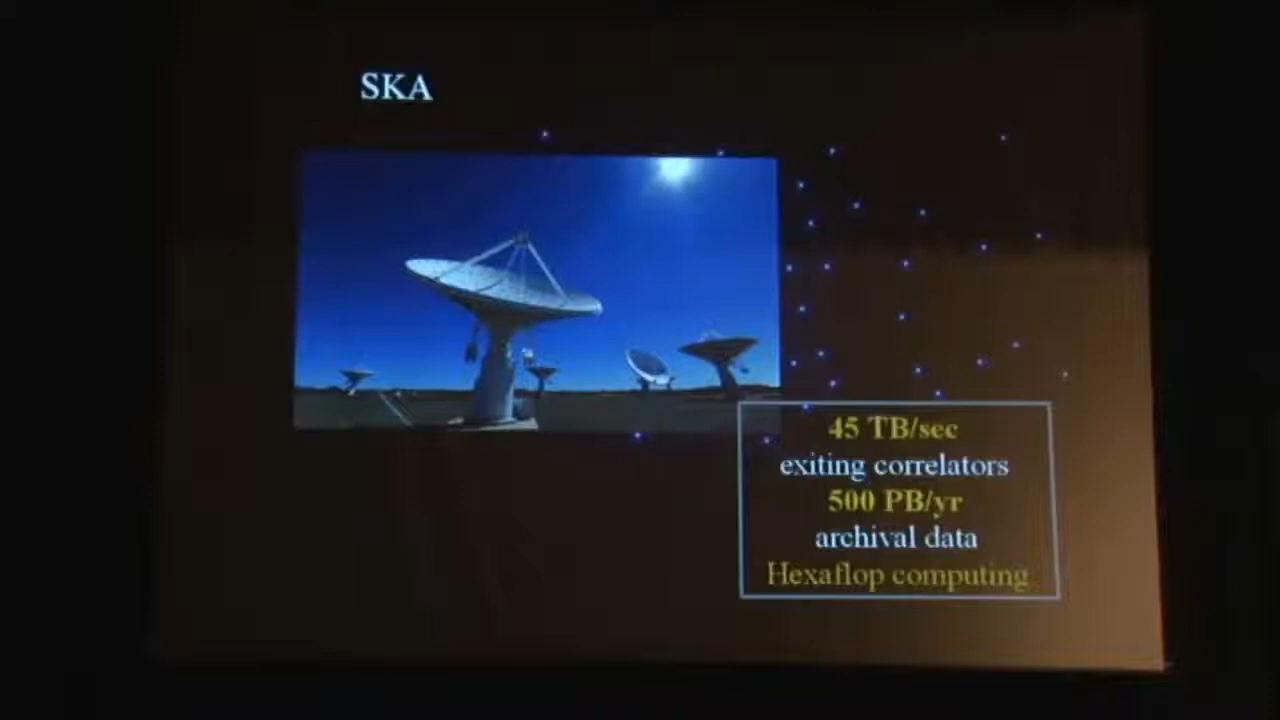 SKA
45 TB/sec
exiting correlators
500 PB/yr
archival data
Hexaflop computing